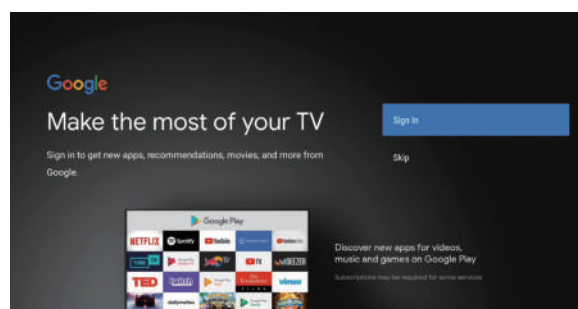 Google
Make the most of your TV
Sign in to get new apps, recommendations, movies, and more from
Google.
Sign In
Skip
Google Play
NETFLIX
Spotify
YouTube
TED
twitch
vimeo
DEEZER
dailymotion
Discover new apps for videos,
music and games on Google Play
Subscriptions may be required for some services